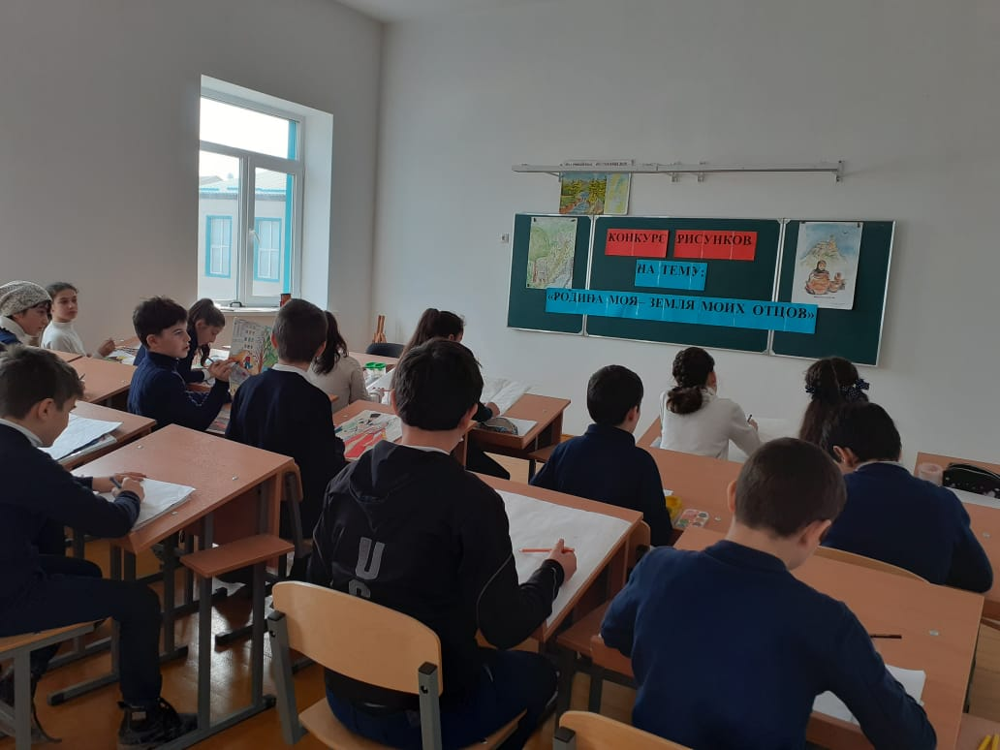 КОНКУРС РИСУНКОВ
НА ТЕМУ:
«РОДИНА МОЯ– ЗЕМЛЯ МОИХ ОТЦОВ»
U